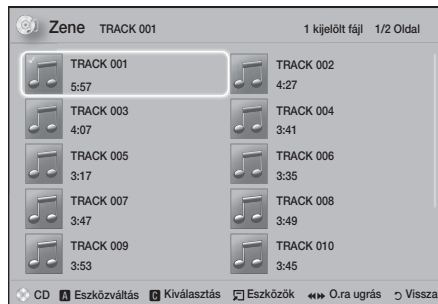 Zene TRACK 001 1 kijelölt fájl 1/2 Oldal
TRACK 001
5:57
TRACK 002
4:27
TRACK 003
4:07
TRACK 004
3:41
TRACK 005
3:17
TRACK 006
3:35
TRACK 007
3:47
TRACK 008
3:49
TRACK 009
3:53
TRACK 010
3:45
CD A Eszközváltás C Kiválasztás Eszközök O.ra ugrás Vissza